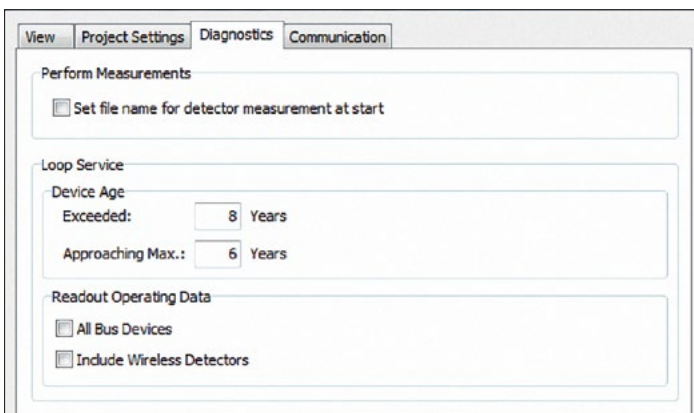 View Project Settings Diagnostics Communication
Perform Measurements
Set file name for detector measurement at start
Loop Service
Device Age
Exceeded: 8 Years
Approaching Max.: 6 Years
Readout Operating Data
All Bus Devices
Include Wireless Detectors